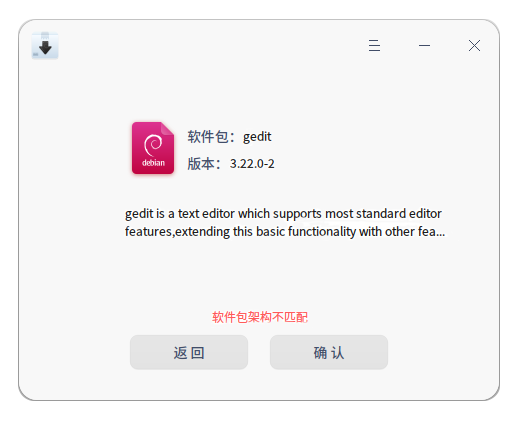 软件包：gedit
debian
版本：3.22.0-2
gedit is a text editor which supports most standard editor
features,extending this basic functionality with other fea...
软件包架构不匹配
返 回
确 认